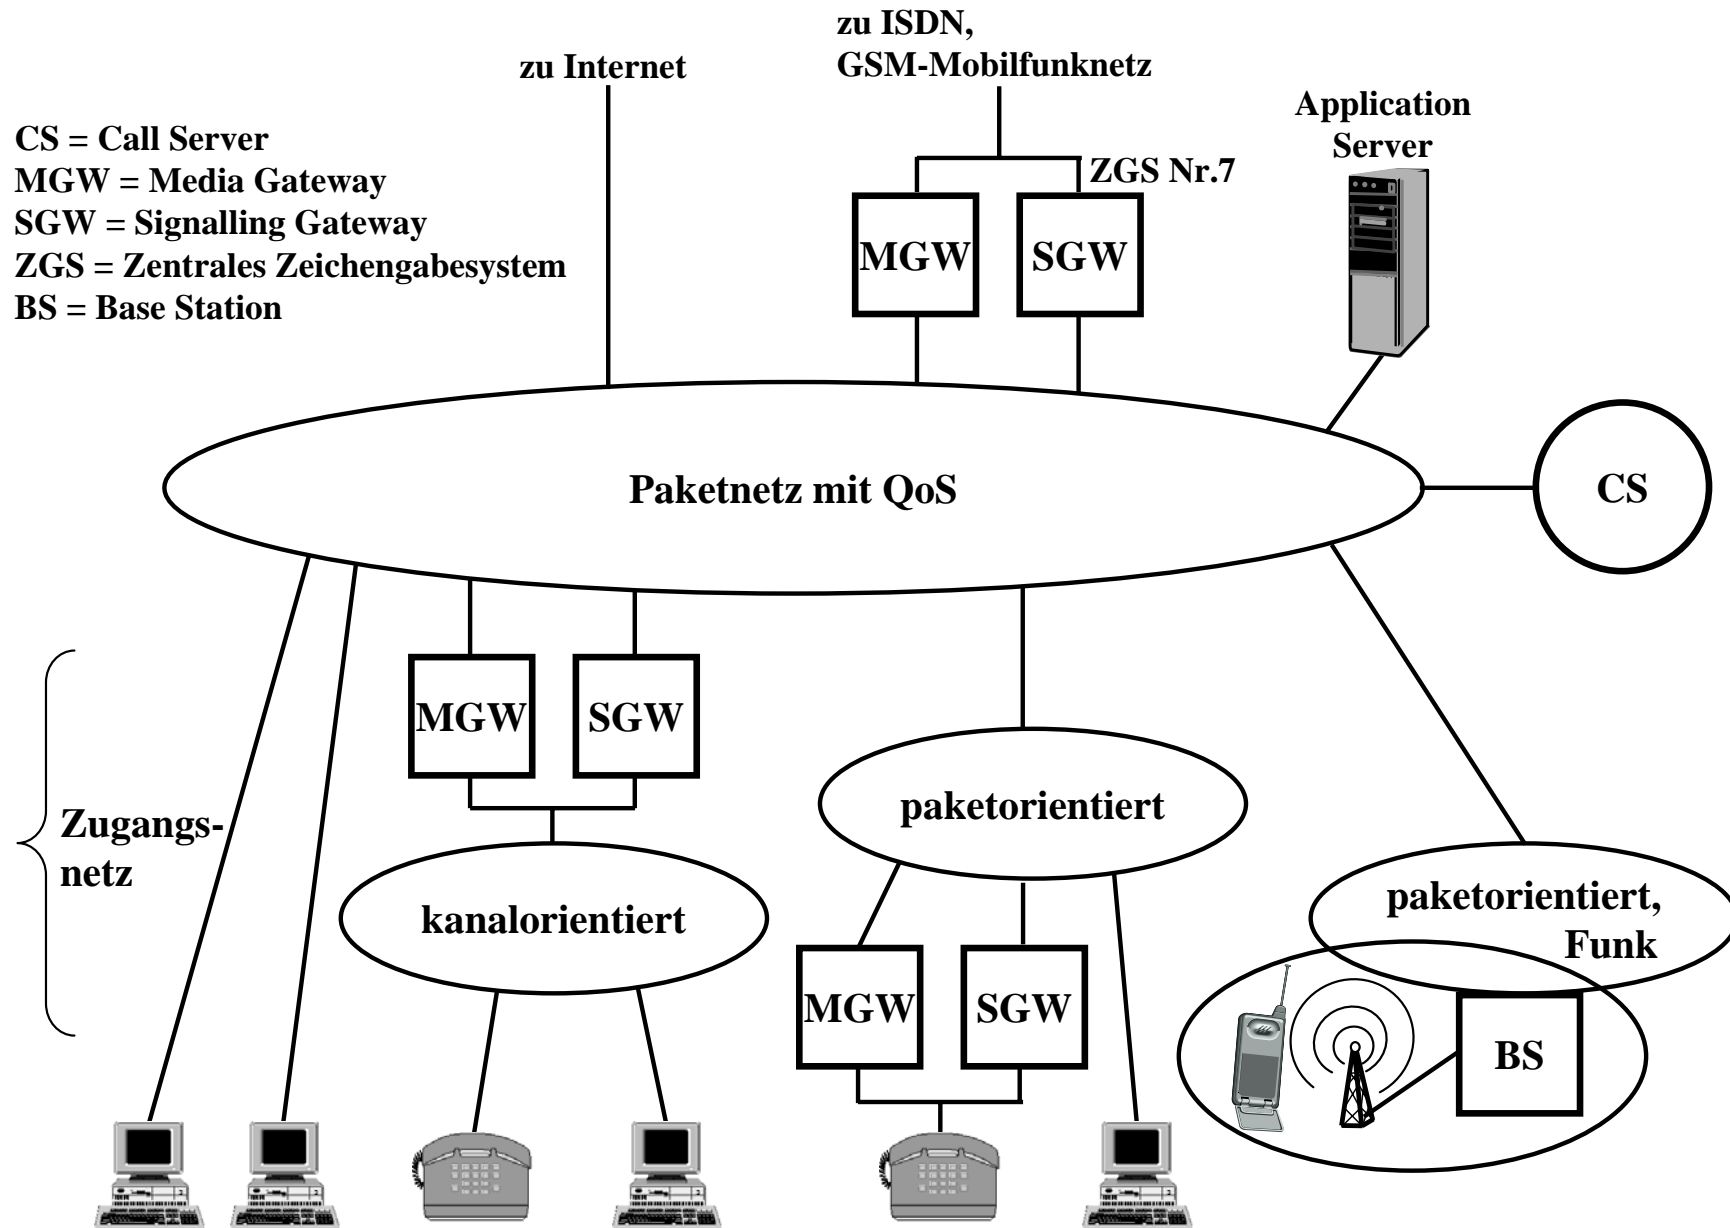 zu Internet
zu ISDN,
GSM-Mobilfunknetz
CS = Call Server
MGW = Media Gateway
SGW = Signalling Gateway
ZGS = Zentrales Zeichengabesystem
BS = Base Station
Application
Server
ZGS Nr.7
MGW
SGW
Paketnetz mit QoS
CS
MGW
SGW
Zugangs-
netz
paketorientiert
kanalorientiert
paketorientiert,
Funk
MGW
SGW
BS